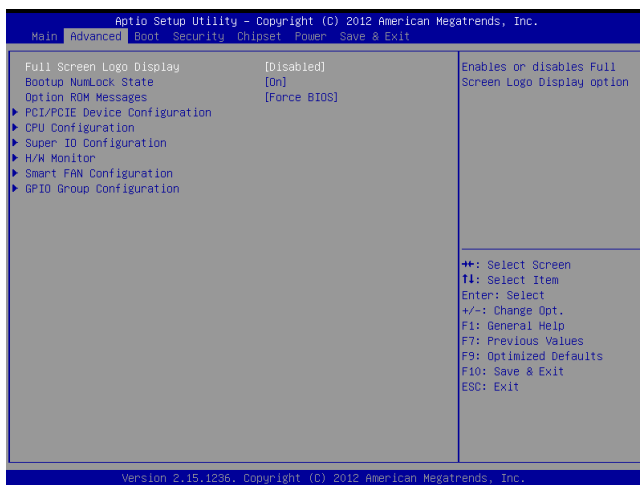 Aptio Setup Utility – Copyright (C) 2012 American Megatrends, Inc.
Main Advanced Boot Security Chipset Power Save & Exit
Full Screen Logo Display [Disabled]
Bootup NumLock State [On]
Option ROM Messages [Force BIOS]
PCI/PCIE Device Configuration
CPU Configuration
Super IO Configuration
H/W Monitor
Smart FAN Configuration
GPIO Group Configuration
Enables or disables Full
Screen Logo Display option
→←: Select Screen
↑↓: Select Item
Enter: Select
+/-: Change Opt.
F1: General Help
F7: Previous Values
F9: Optimized Defaults
F10: Save & Exit
ESC: Exit
Version 2.15.1236. Copyright (C) 2012 American Megatrends, Inc.